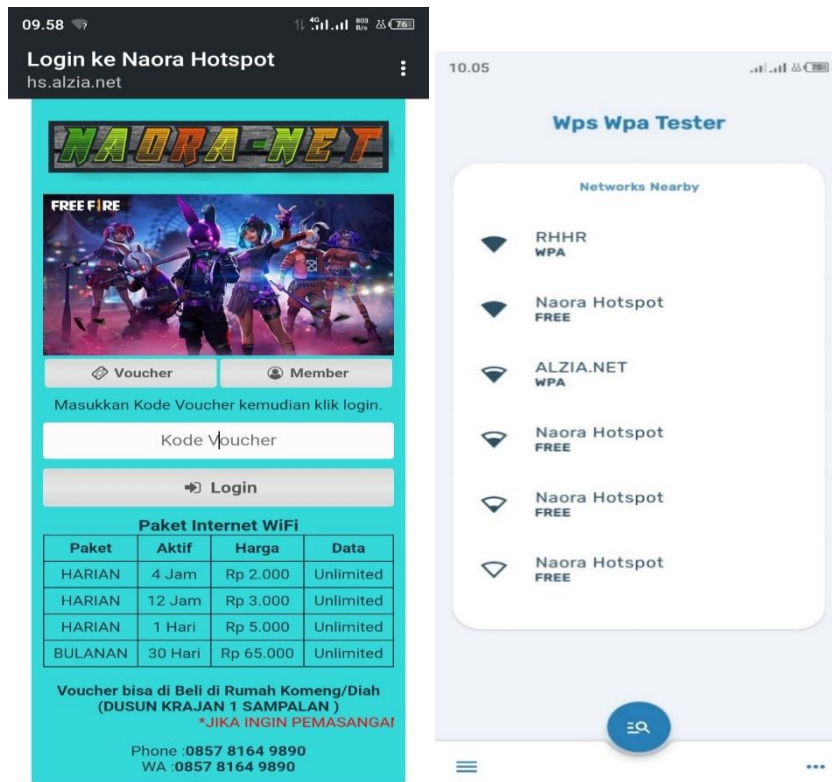 09.58
4G
803
B/s
76
Login ke Naora Hotspot
hs.alzia.net
NAORA-NET
FREE FIRE
Voucher
Member
Masukkan Kode Voucher kemudian klik login.
Kode Voucher
Login
Paket Internet WiFi
Paket Aktif Harga Data
HARIAN 4 Jam Rp 2.000 Unlimited
HARIAN 12 Jam Rp 3.000 Unlimited
HARIAN 1 Hari Rp 5.000 Unlimited
BULANAN 30 Hari Rp 65.000 Unlimited
Voucher bisa di Beli di Rumah Komeng/Diah
(DUSUN KRAJAN 1 SAMPALAN )
*JIKA INGIN PEMASANGAN
Phone :0857 8164 9890
WA :0857 8164 9890
10.05
Wps Wpa Tester
Networks Nearby
RHHR
WPA
Naora Hotspot
FREE
ALZIA.NET
WPA
Naora Hotspot
FREE
Naora Hotspot
FREE
Naora Hotspot
FREE